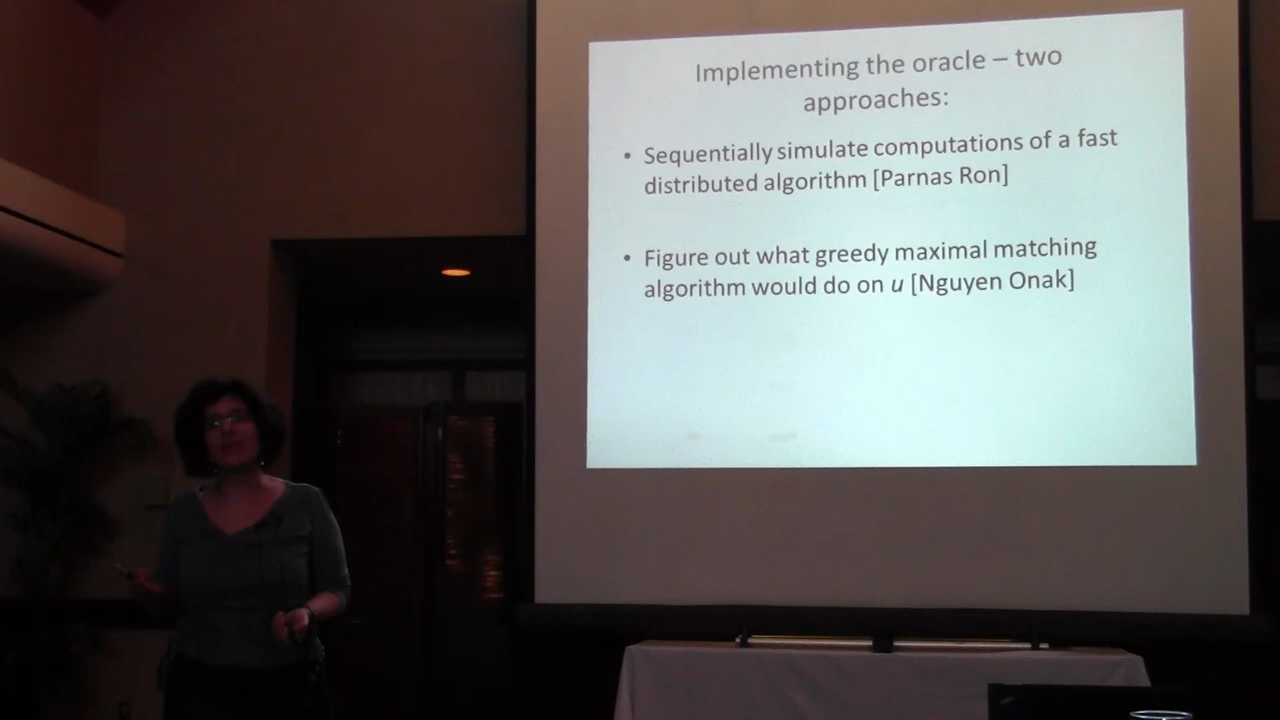 Implementing the oracle – two
approaches:
• Sequentially simulate computations of a fast
distributed algorithm [Parnas Ron]
• Figure out what greedy maximal matching
algorithm would do on u [Nguyen Onak]